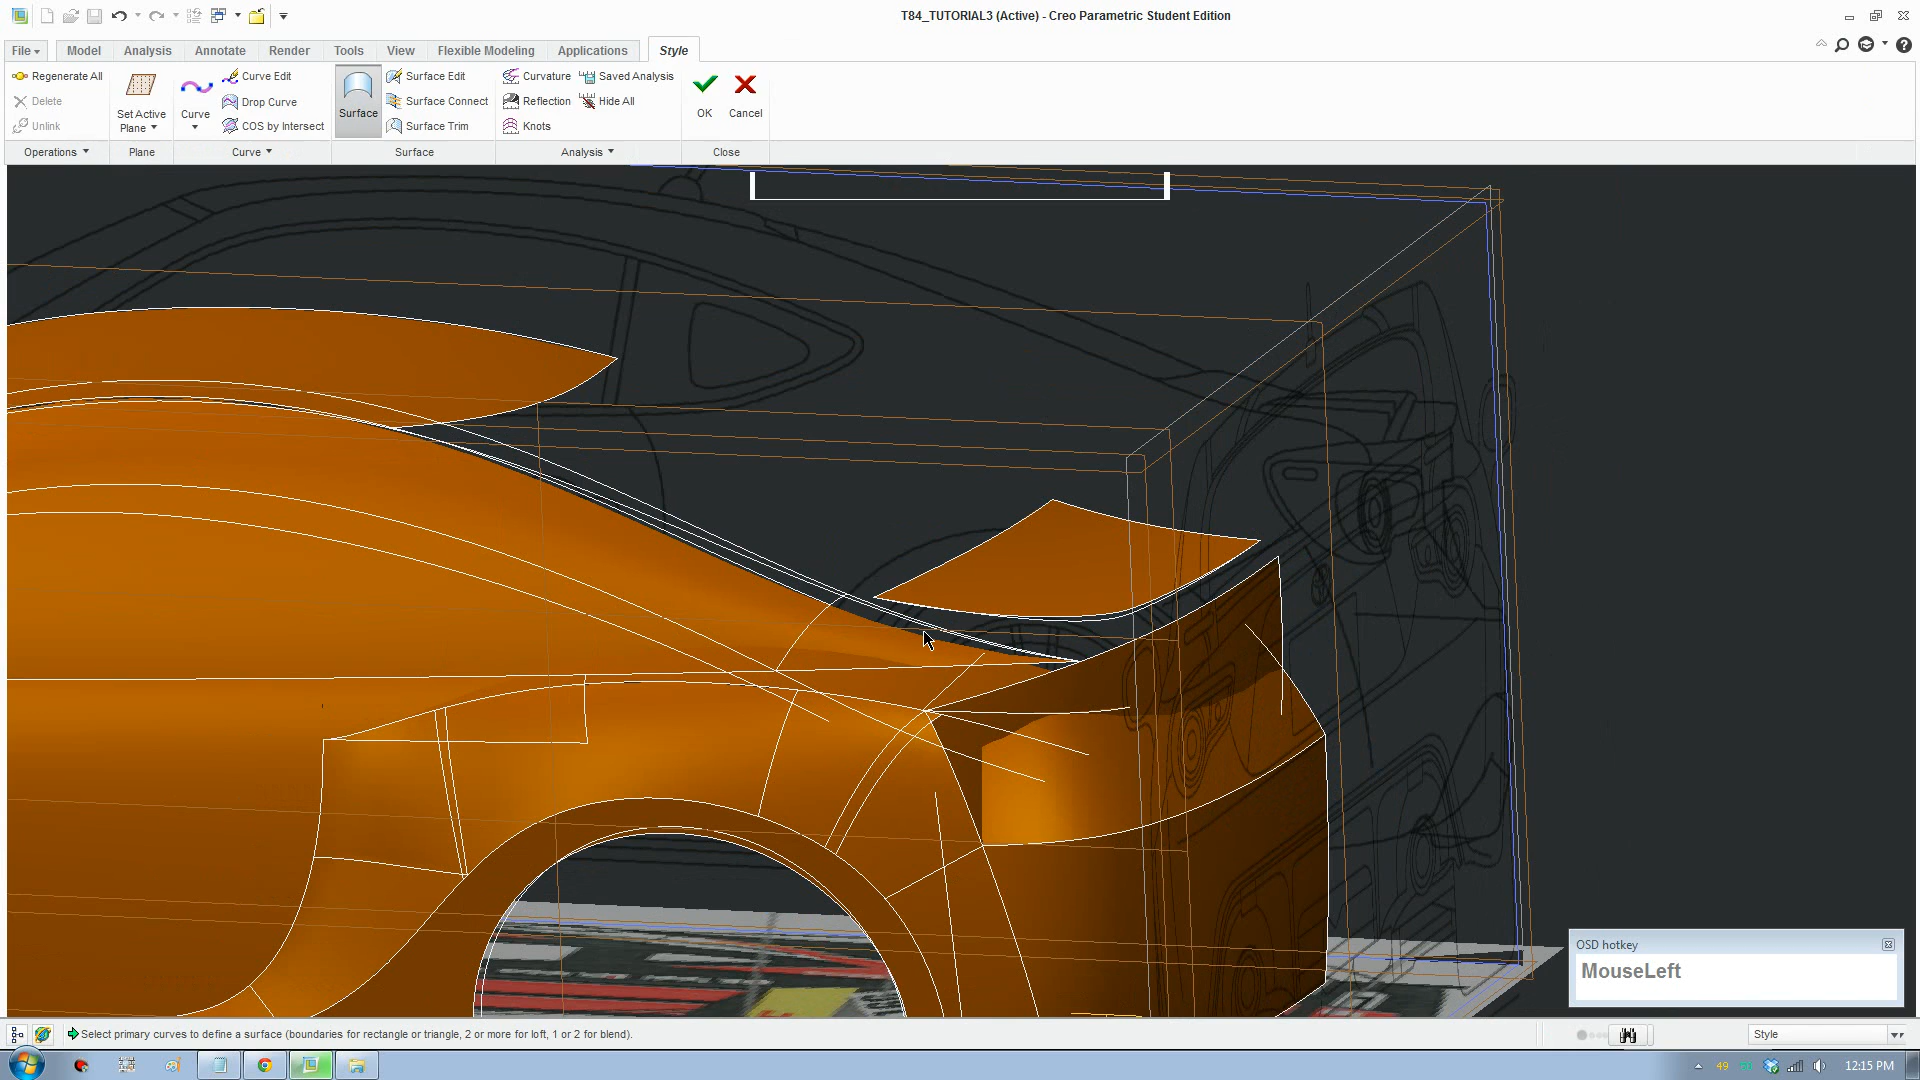 T84_TUTORIAL3 (Active) - Creo Parametric Student Edition
File Model Analysis Annotate Render Tools View Flexible Modeling Applications Style
Regenerate All
Delete
Unlink
Operations
Set Active
Plane
Plane
Curve
Curve Edit
Drop Curve
COS by Intersect
Curve
Surface
Surface Edit
Surface Connect
Surface Trim
Surface
Curvature
Reflection
Knots
Saved Analysis
Hide All
Analysis
OK
Cancel
Close
OSD hotkey
MouseLeft
Select primary curves to define a surface (boundaries for rectangle or triangle, 2 or more for loft, 1 or 2 for blend).
Style
49
12:15 PM